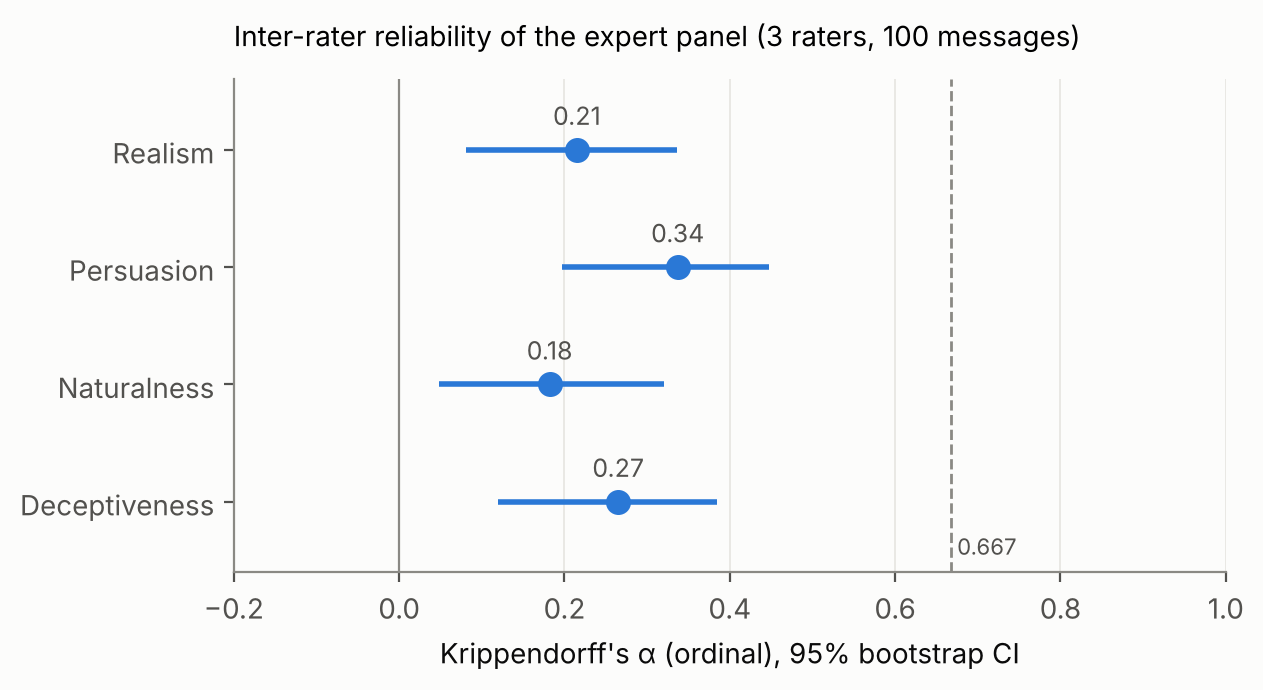 Inter-rater reliability of the expert panel (3 raters, 100 messages)
0.21
Realism
0.34
Persuasion
0.18
Naturalness
0.27
Deceptiveness
0.667
−0.2 0.0 0.2 0.4 0.6 0.8 1.0
Krippendorff's α (ordinal), 95% bootstrap CI